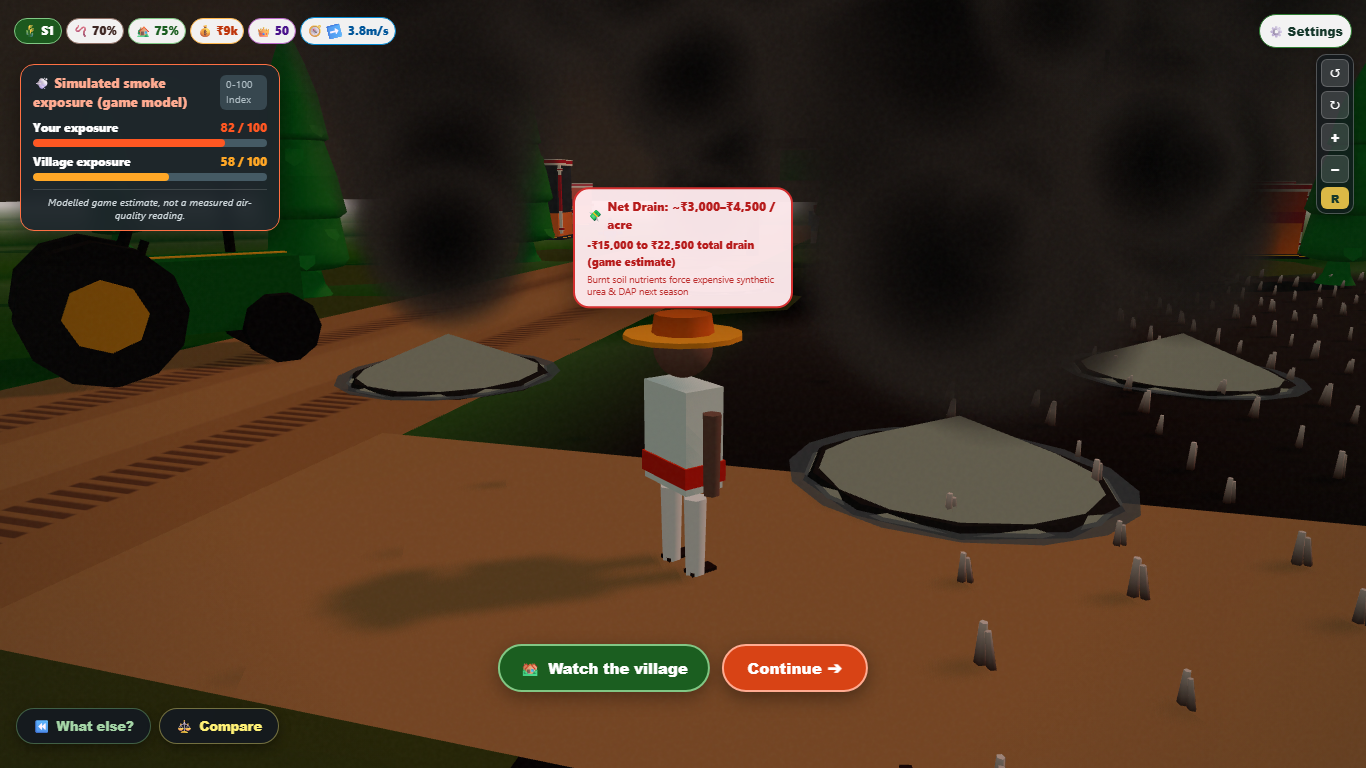 S1
70%
75%
₹9k
50
3.8m/s
Settings
Simulated smoke
exposure (game model)
0-100
Index
Your exposure 82 / 100
Village exposure 58 / 100
Modelled game estimate, not a measured air-
quality reading.
↺
↻
+
−
R
Net Drain: ~₹3,000–₹4,500 /
acre
-₹15,000 to ₹22,500 total drain
(game estimate)
Burnt soil nutrients force expensive synthetic
urea & DAP next season
Watch the village
Continue ➔
What else?
Compare